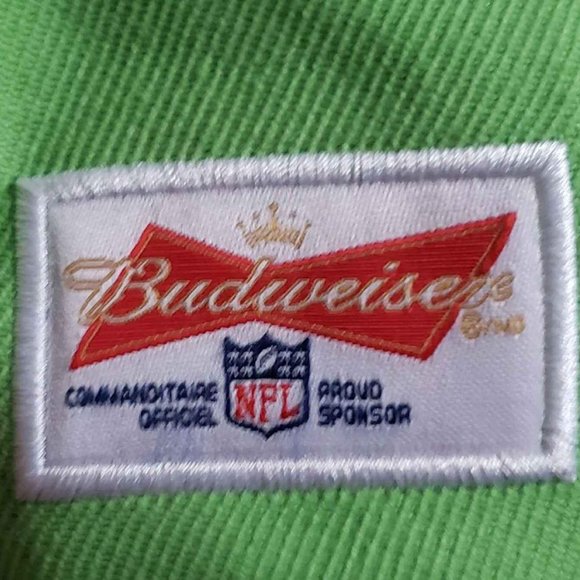 Budweiser
COMMANDITAIRE
OFFICIEL
NFL
PROUD
SPONSOR